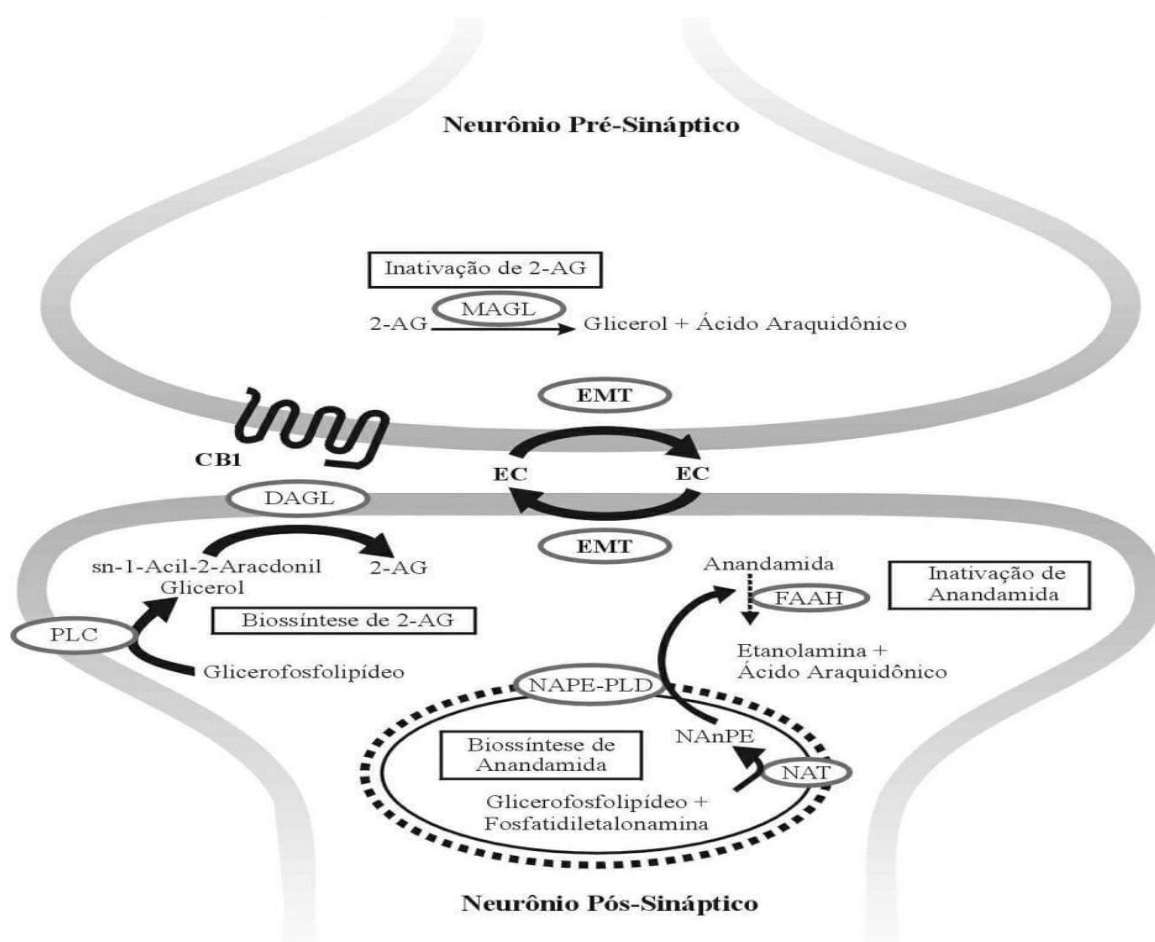 Neurônio Pré-Sináptico
Inativação de 2-AG
MAGL
2-AG
Glicerol + Ácido Araquidônico
EMT
CB1
EC
EC
DAGL
EMT
sn-1-Acil-2-Aracdonil
Glicerol
2-AG
Anandamida
FAAH
Inativação de
Anandamida
Biossíntese de 2-AG
PLC
Glicerofosfolipídeo
Etanolamina +
Ácido Araquidônico
NAPE-PLD
NAnPE
Biossíntese de
Anandamida
NAT
Glicerofosfolipídeo +
Fosfatidiletalonamina
Neurônio Pós-Sináptico